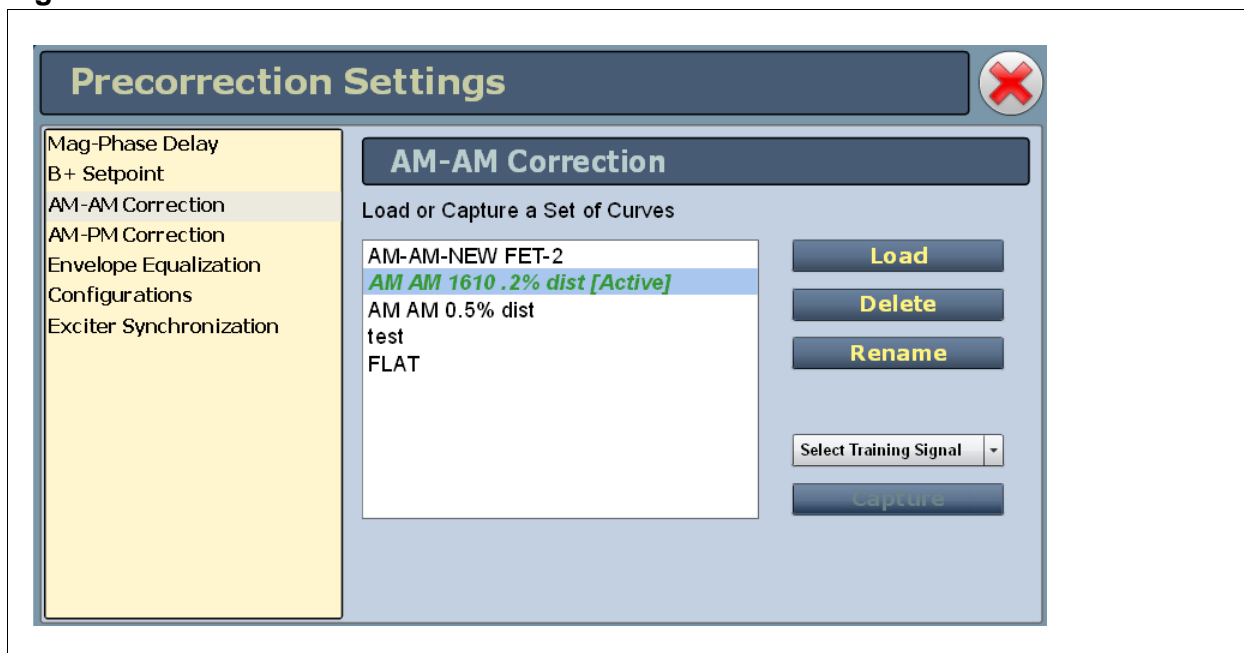 Precorrection Settings
Mag-Phase Delay
B+ Setpoint
AM-AM Correction
AM-PM Correction
Envelope Equalization
Configurations
Exciter Synchronization
AM-AM Correction
Load or Capture a Set of Curves
AM-AM-NEW FET-2
AM AM 1610 .2% dist [Active]
AM AM 0.5% dist
test
FLAT
Load
Delete
Rename
Select Training Signal
Capture